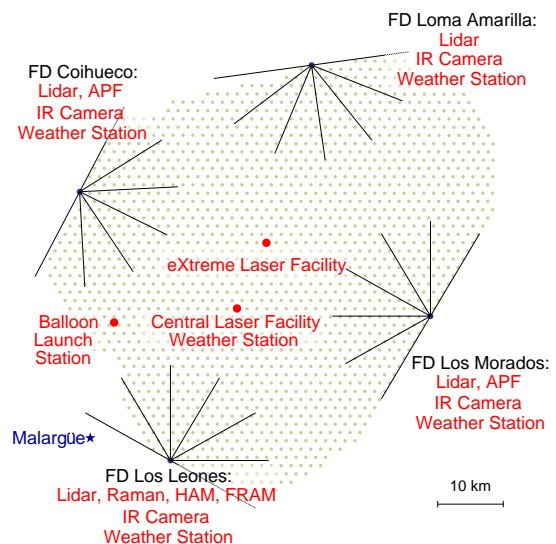 FD Loma Amarilla:
Lidar
IR Camera
Weather Station
FD Coihueco:
Lidar, APF
IR Camera
Weather Station
eXtreme Laser Facility
Balloon
Launch
Station
Central Laser Facility
Weather Station
FD Los Morados:
Lidar, APF
IR Camera
Weather Station
Malargüe
FD Los Leones:
Lidar, Raman, HAM, FRAM
IR Camera
Weather Station
10 km